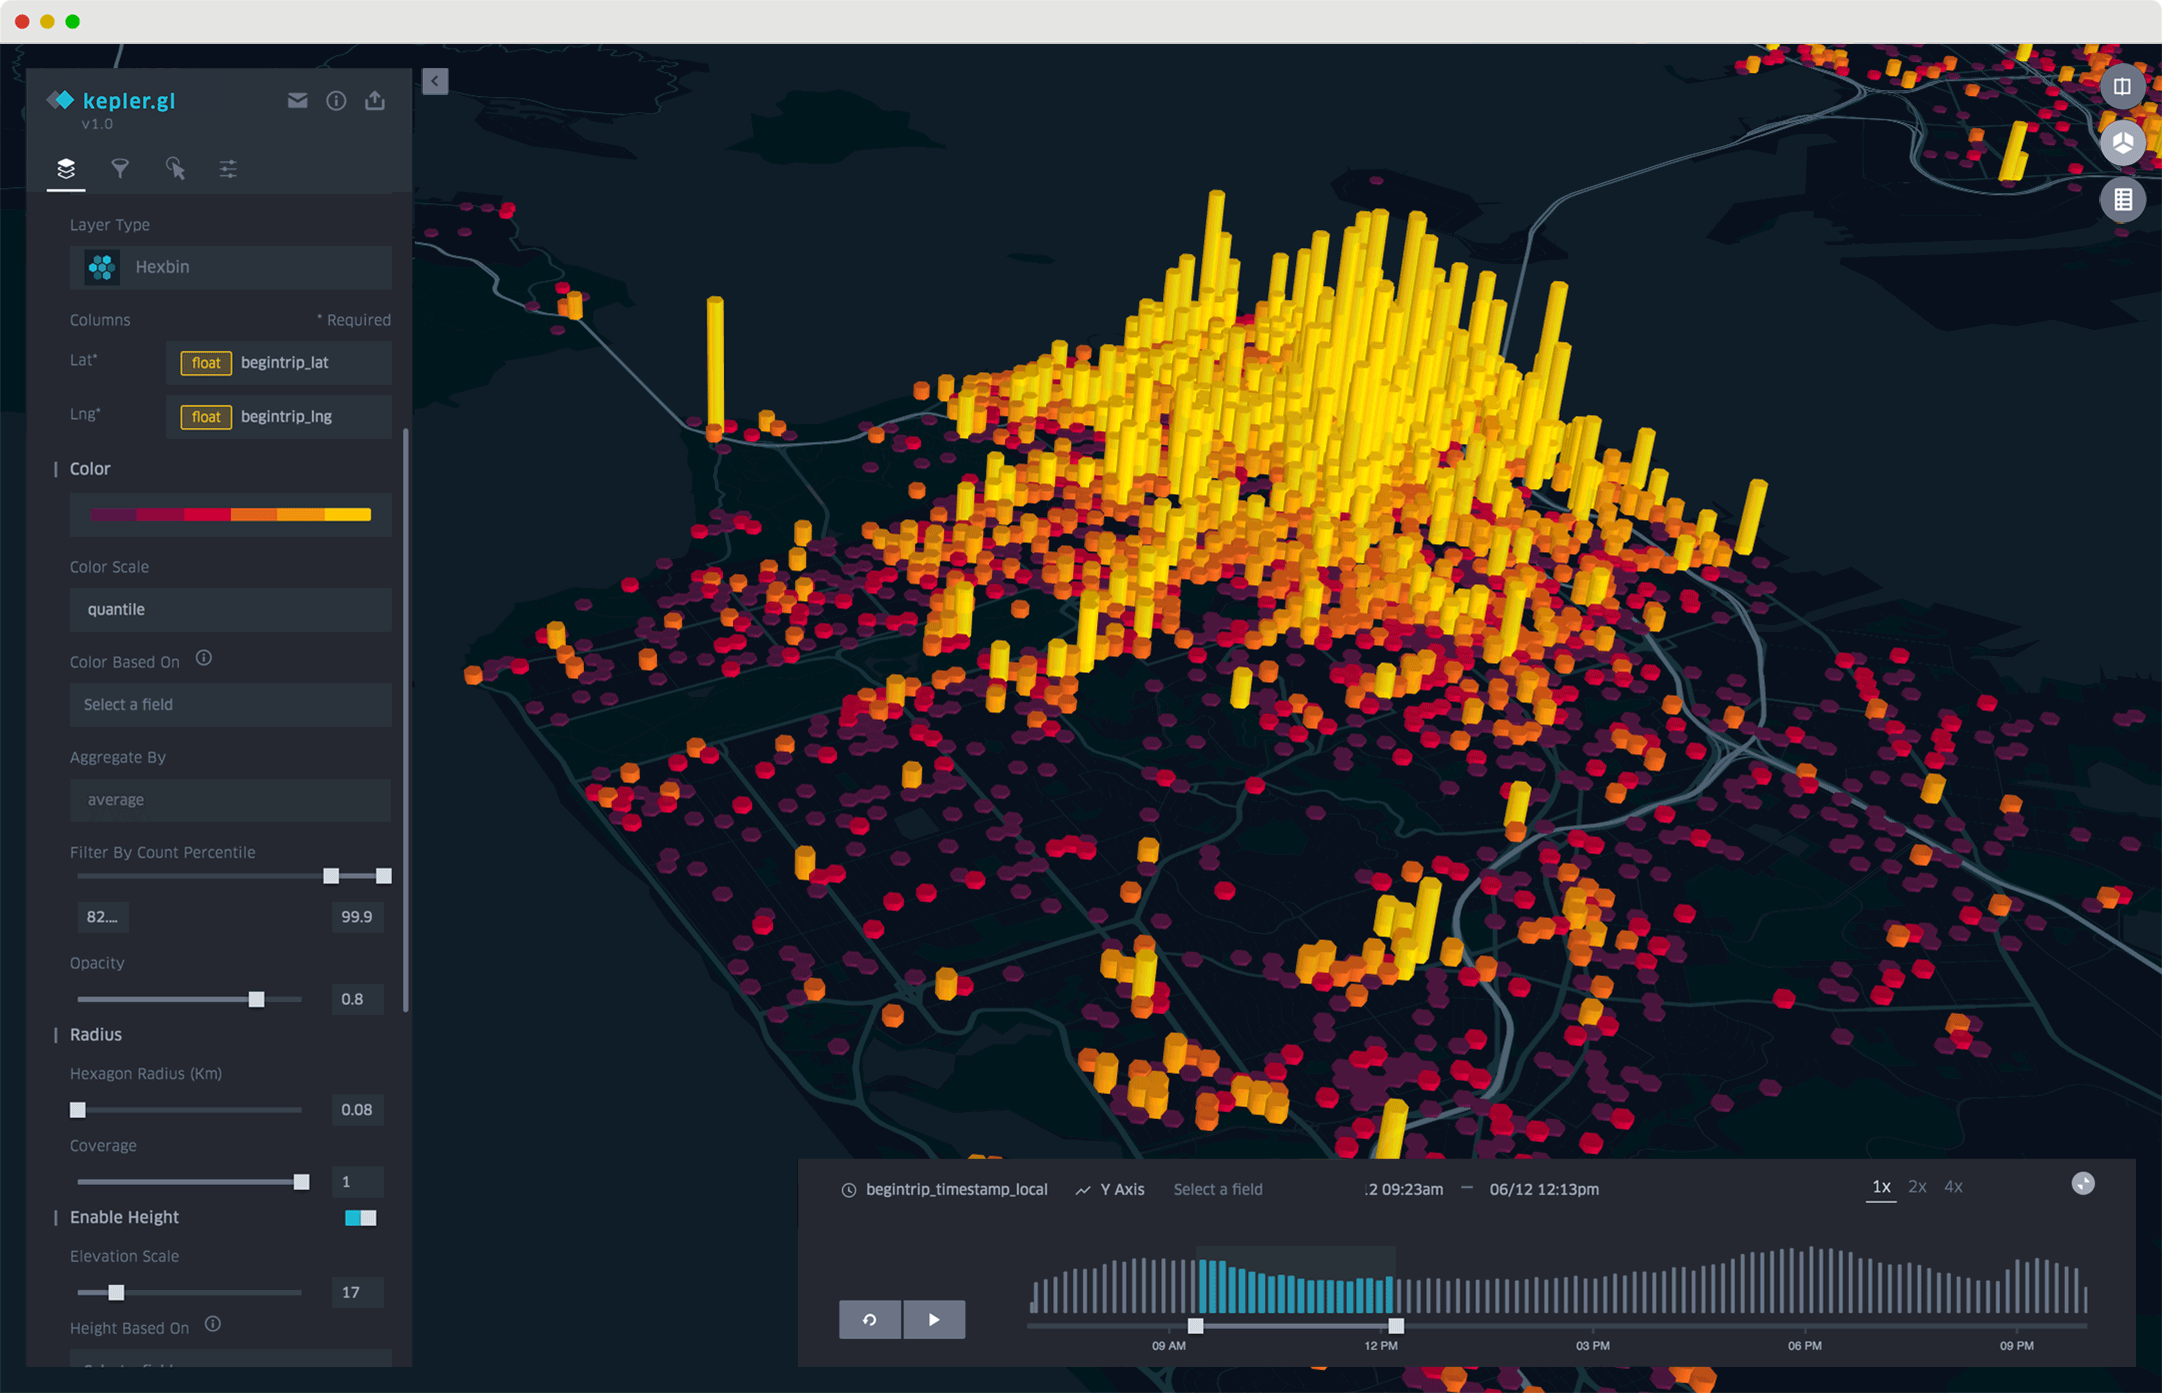 kepler.gl
v1.0
Layer Type
Hexbin
Columns * Required
Lat* float begintrip_lat
Lng* float begintrip_lng
Color
Color Scale
quantile
Color Based On
Select a field
Aggregate By
average
Filter By Count Percentile
82.... 99.9
Opacity
0.8
Radius
Hexagon Radius (Km)
0.08
Coverage
1
Enable Height
Elevation Scale
17
Height Based On
begintrip_timestamp_local Y Axis Select a field 2 09:23am — 06/12 12:13pm 1x 2x 4x
09 AM 12 PM 03 PM 06 PM 09 PM